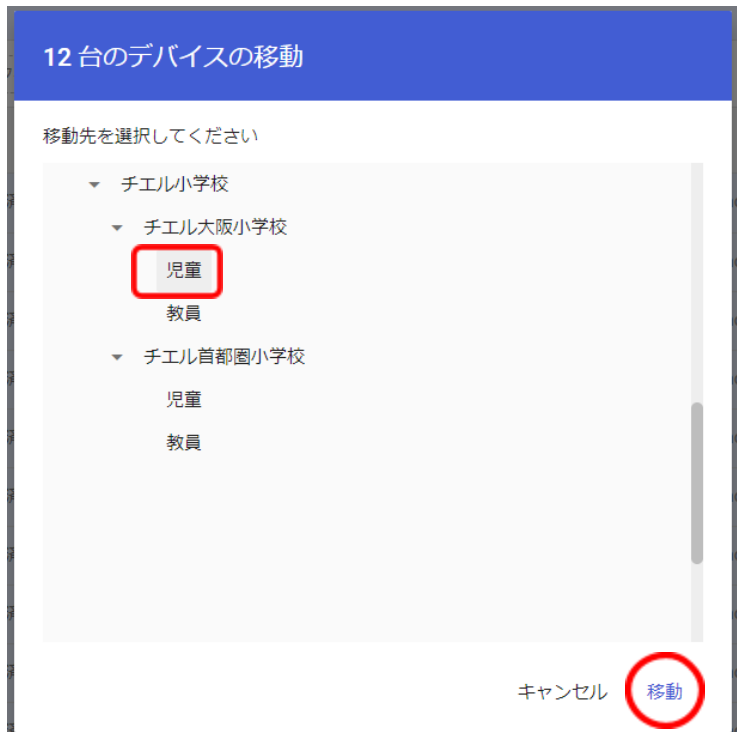 12 台のデバイスの移動
移動先を選択してください
チエル小学校
チエル大阪小学校
児童
教員
チエル首都圏小学校
児童
教員
キャンセル 移動